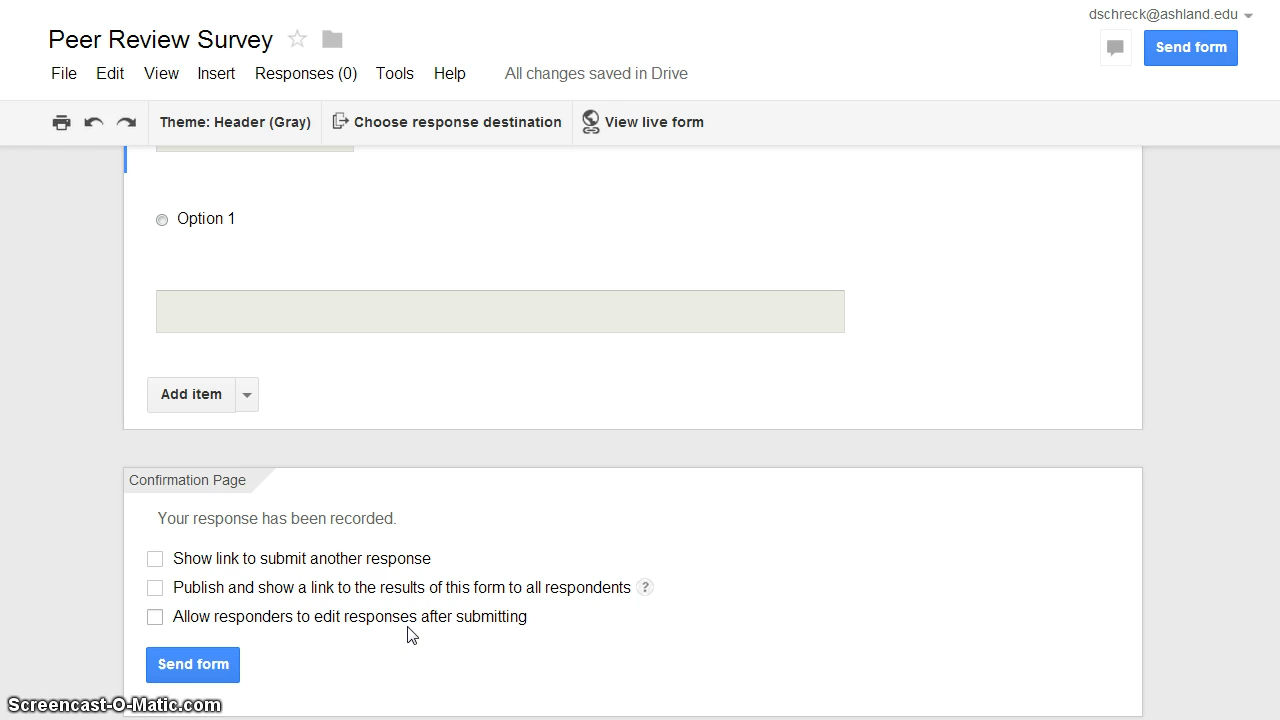 dschreck@ashland.edu
Peer Review Survey
Send form
File Edit View Insert Responses (0) Tools Help All changes saved in Drive
Theme: Header (Gray) Choose response destination View live form
Option 1
Add item
Confirmation Page
Your response has been recorded.
Show link to submit another response
Publish and show a link to the results of this form to all respondents ?
Allow responders to edit responses after submitting
Send form
Screencast-O-Matic.com